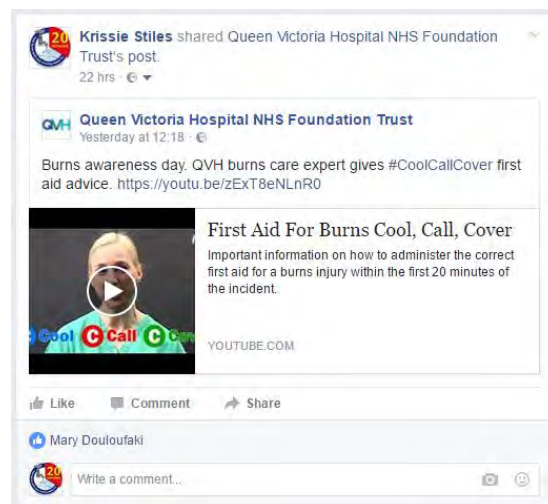 20
Krissie Stiles shared Queen Victoria Hospital NHS Foundation
Trust's post.
22 hrs ·
QVH Queen Victoria Hospital NHS Foundation Trust
Yesterday at 12:18 ·
Burns awareness day. QVH burns care expert gives #CoolCallCover first
aid advice. https://youtu.be/zExT8eNLnR0
First Aid For Burns Cool, Call, Cover
Important information on how to administer the correct
first aid for a burns injury within the first 20 minutes of
the incident.
C Cool C Call C Cov
YOUTUBE.COM
Like Comment Share
Mary Douloufaki
20
Write a comment...